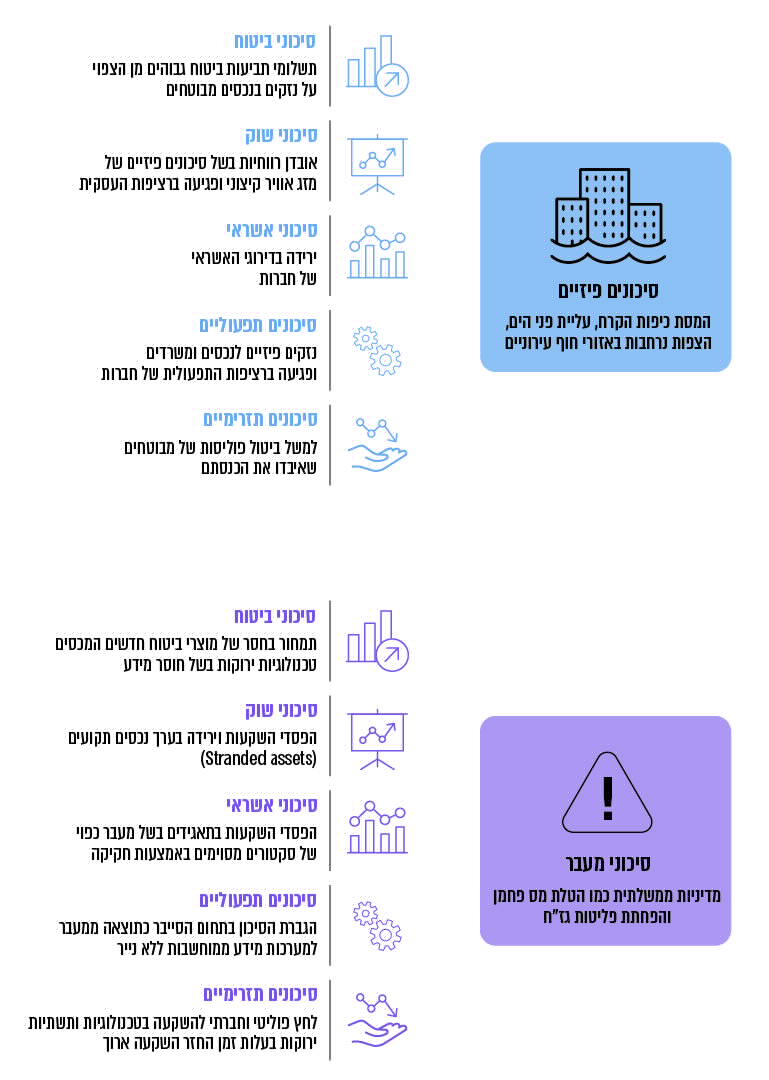 סיכונים פיזיים
המסת כיפות הקרח, עליית פני הים,
הצפות נרחבות באזורי חוף עירוניים
סיכוני ביטוח
תשלומי תביעות ביטוח גבוהים מן הצפוי
על נזקים בנכסים מבוטחים
סיכוני שוק
אובדן רווחיות בשל סיכונים פיזיים של
מזג אוויר קיצוני ופגיעה ברציפות העסקית
סיכוני אשראי
ירידה בדירוגי האשראי
של חברות
סיכונים תפעוליים
נזקים פיזיים לנכסים ומשרדים
ופגיעה ברציפות התפעולית של חברות
סיכונים תזרימיים
למשל ביטול פוליסות של מבוטחים
שאיבדו את הכנסתם
סיכוני מעבר
מדיניות ממשלתית כמו הטלת מס פחמן
והפחתת פליטות גז"ח
סיכוני ביטוח
תמחור בחסר של מוצרי ביטוח חדשים המכסים
טכנולוגיות ירוקות בשל חוסר מידע
סיכוני שוק
הפסדי השקעות וירידה בערך נכסים תקועים
(Stranded assets)
סיכוני אשראי
הפסדי השקעות בתאגידים בשל מעבר כפוי
של סקטורים מסוימים באמצעות חקיקה
סיכונים תפעוליים
הגברת הסיכון בתחום הסייבר כתוצאה ממעבר
למערכות מידע ממוחשבות ללא נייר
סיכונים תזרימיים
לחץ פוליטי וחברתי להשקעה בטכנולוגיות ותשתיות
ירוקות בעלות זמן החזר השקעה ארוך